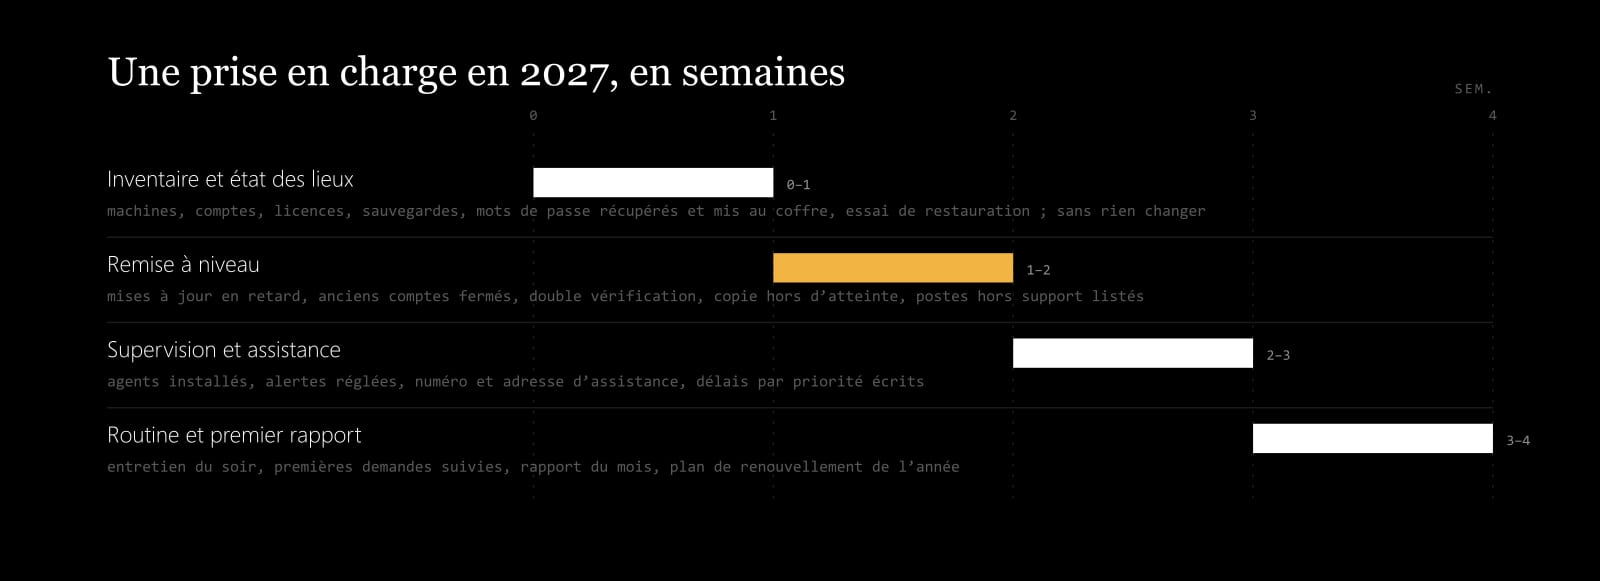 Une prise en charge en 2027, en semaines
SEM.
0 1 2 3 4
Inventaire et état des lieux
0–1
machines, comptes, licences, sauvegardes, mots de passe récupérés et mis au coffre, essai de restauration ; sans rien changer
Remise à niveau
1–2
mises à jour en retard, anciens comptes fermés, double vérification, copie hors d’atteinte, postes hors support listés
Supervision et assistance
2–3
agents installés, alertes réglées, numéro et adresse d’assistance, délais par priorité écrits
Routine et premier rapport
3–4
entretien du soir, premières demandes suivies, rapport du mois, plan de renouvellement de l’année